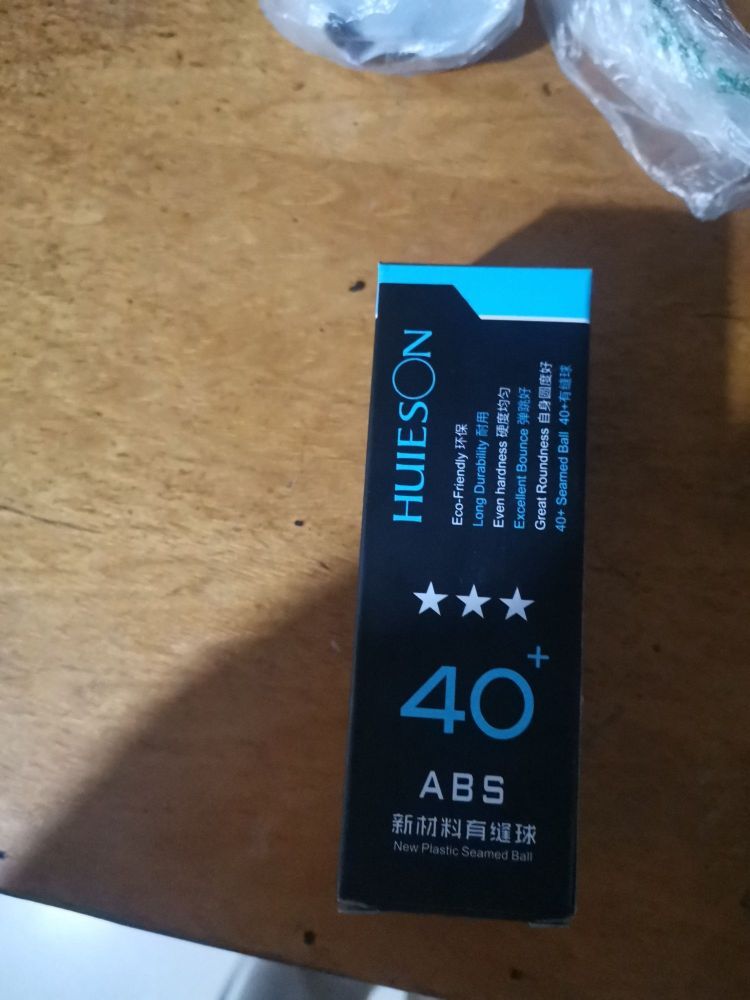 HUIESON
Eco-Friendly 环保
Long Durability 耐用
Even hardness 硬度均匀
Excellent Bounce 弹跳好
Great Roundness 自身圆度好
40+ Seamed Ball 40+有缝球
40+
ABS
新材料有缝球
New Plastic Seamed Ball